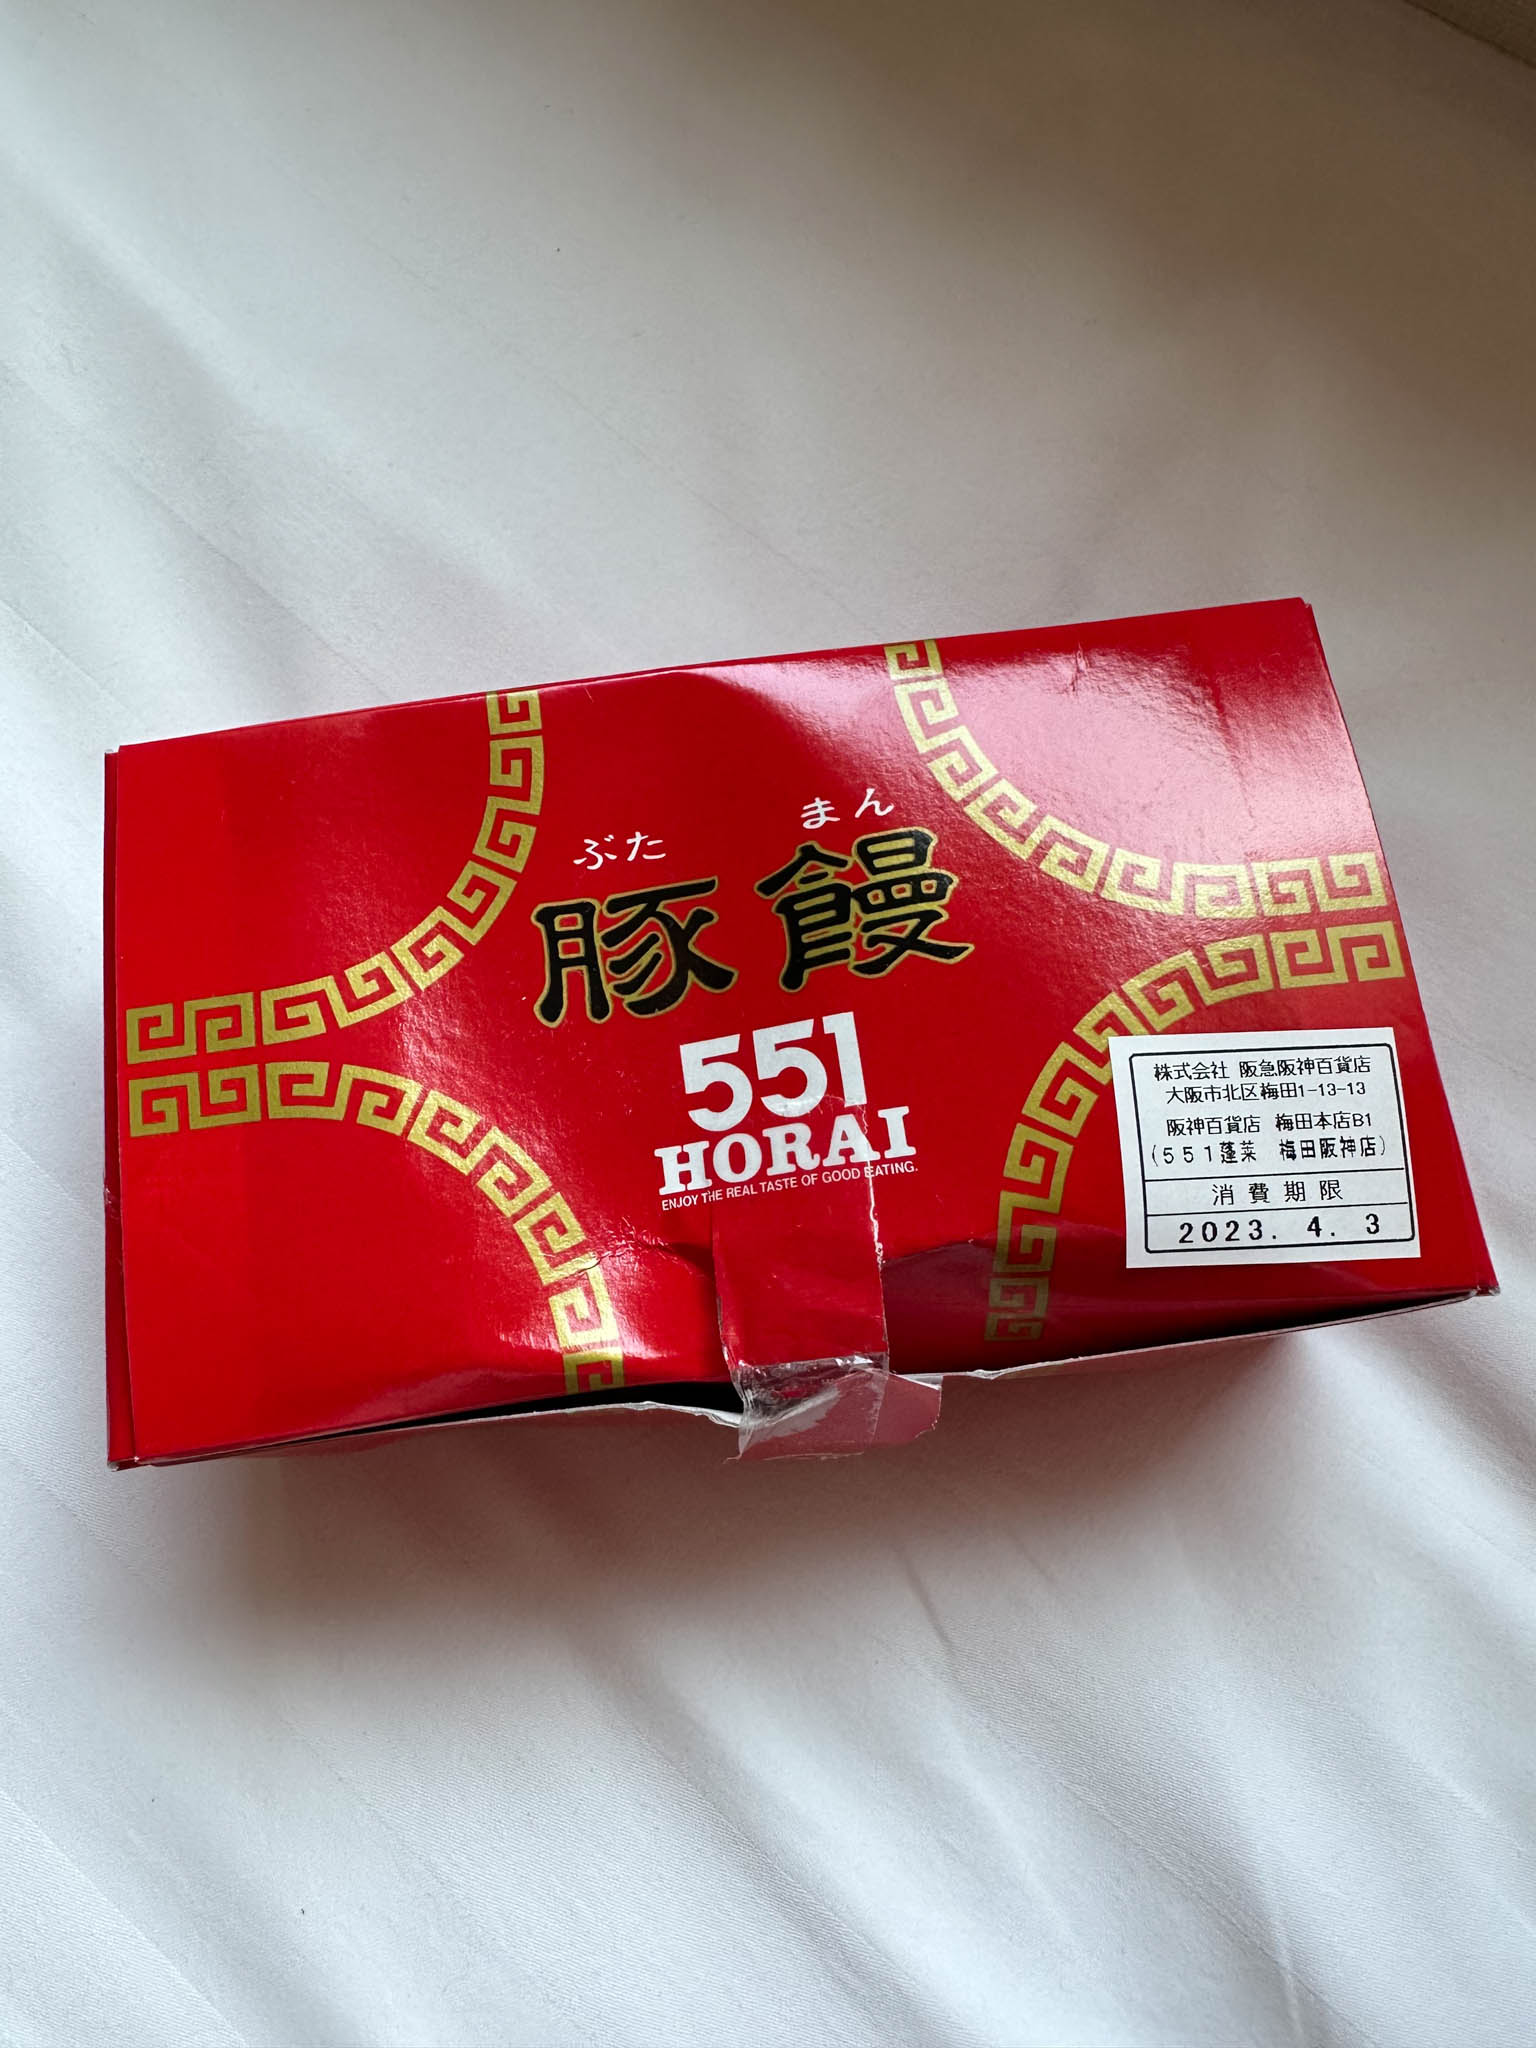 ぶた まん
豚饅
551
HORAI
ENJOY THE REAL TASTE OF GOOD EATING.
株式会社 阪急阪神百貨店
大阪市北区梅田1-13-13
阪神百貨店 梅田本店B1
(551蓬莱 梅田阪神店)
消費期限
2023. 4. 3